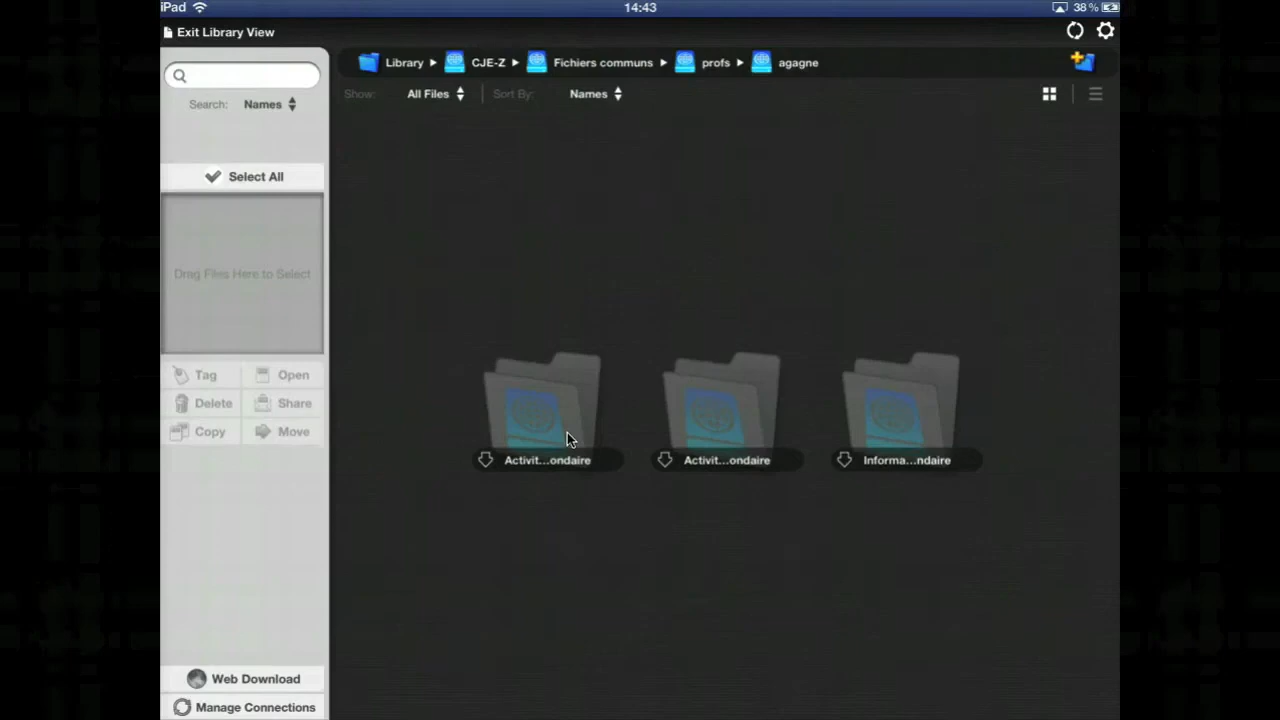 iPad 14:43 38 %
Exit Library View
Library CJE-Z Fichiers communs profs agagne
Search: Names
Show: All Files Sort By: Names
Select All
Drag Files Here to Select
Tag Open
Delete Share
Copy Move
Activit...ondaire Activit...ondaire Informa...ndaire
Web Download
Manage Connections